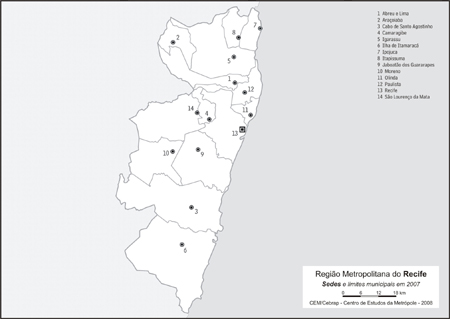 1 Abreu e Lima
2 Araçoiaba
3 Cabo de Santo Agostinho
4 Camaragibe
5 Igarassu
6 Ilha de Itamaracá
7 Ipojuca
8 Itapissuma
9 Jaboatão dos Guararapes
10 Moreno
11 Olinda
12 Paulista
13 Recife
14 São Lourenço da Mata
7
8
2
5
1
12
14
4
11
13
10
9
3
6
Região Metropolitana do Recife
Sedes e limites municipais em 2007
0 6 12 18 km
CEM/Cebrap - Centro de Estudos da Metrópole - 2008